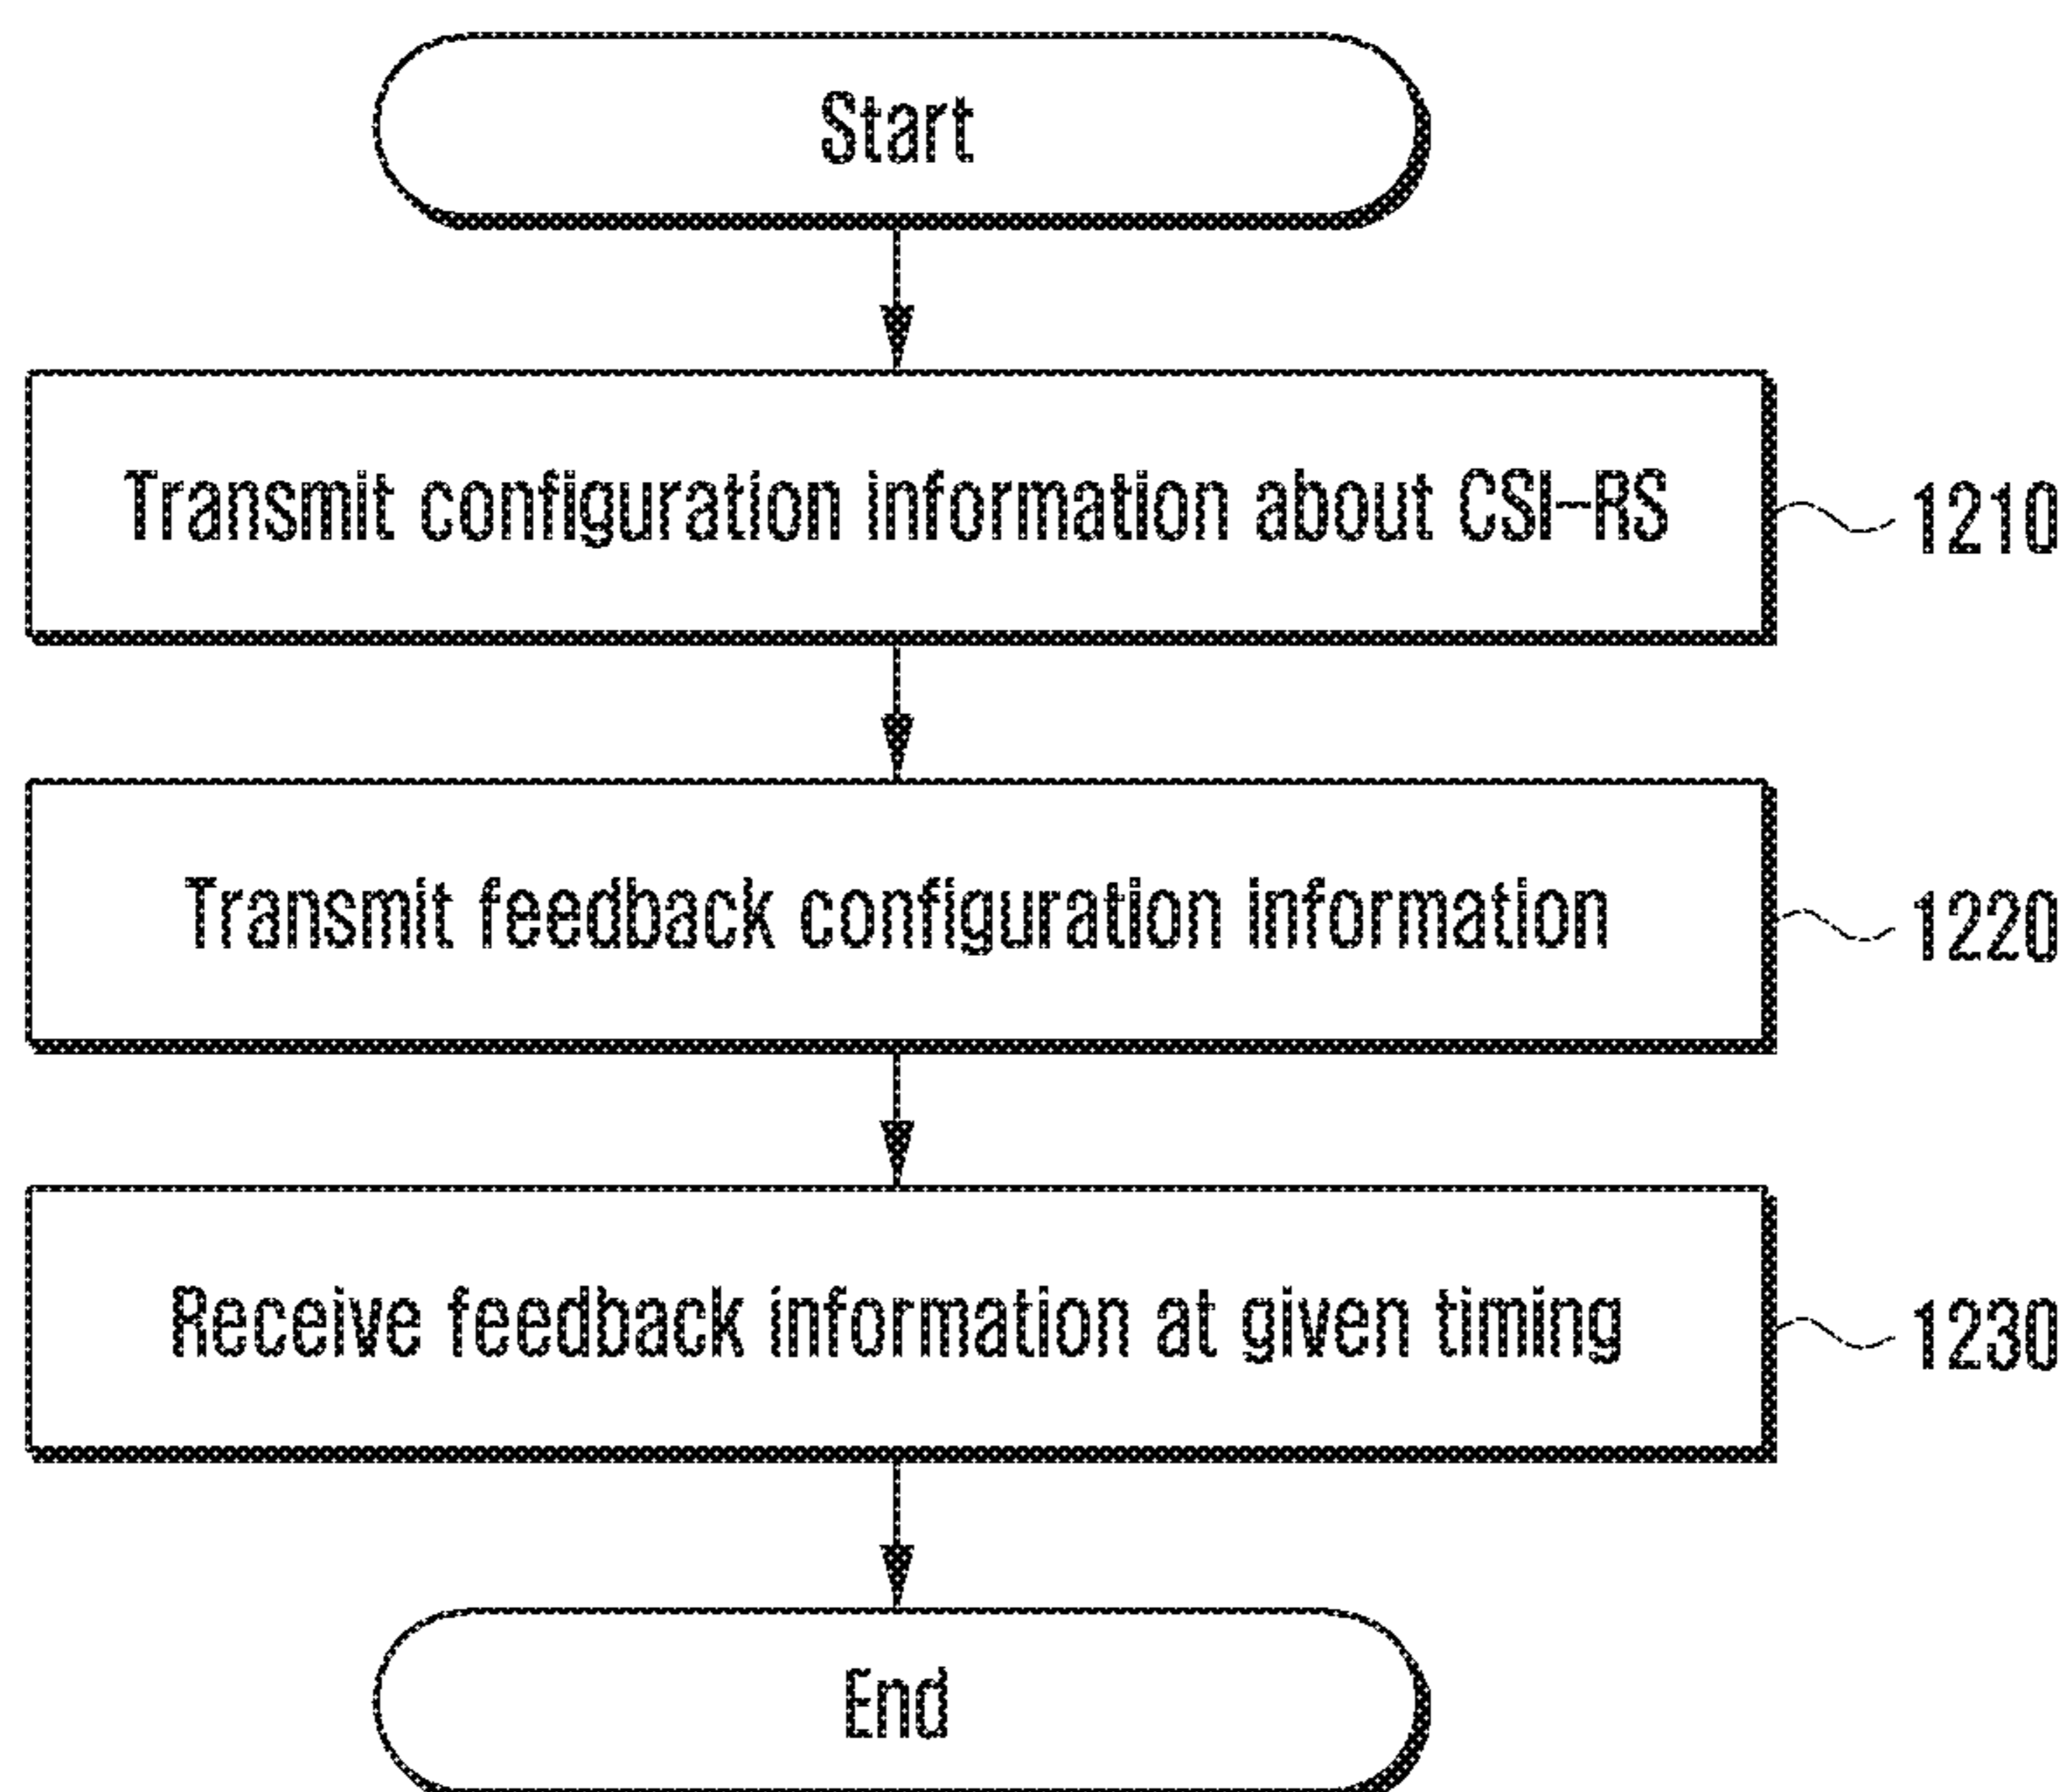 Start
Transmit configuration information about CSI-RS
1210
Transmit feedback configuration information
1220
Receive feedback information at given timing
1230
End